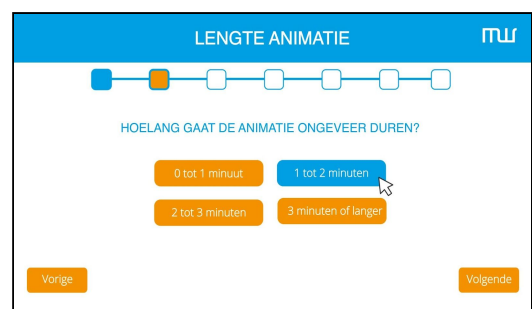 LENGTE ANIMATIE
mw
HOELANG GAAT DE ANIMATIE ONGEVEER DUREN?
0 tot 1 minuut
1 tot 2 minuten
2 tot 3 minuten
3 minuten of langer
Vorige
Volgende